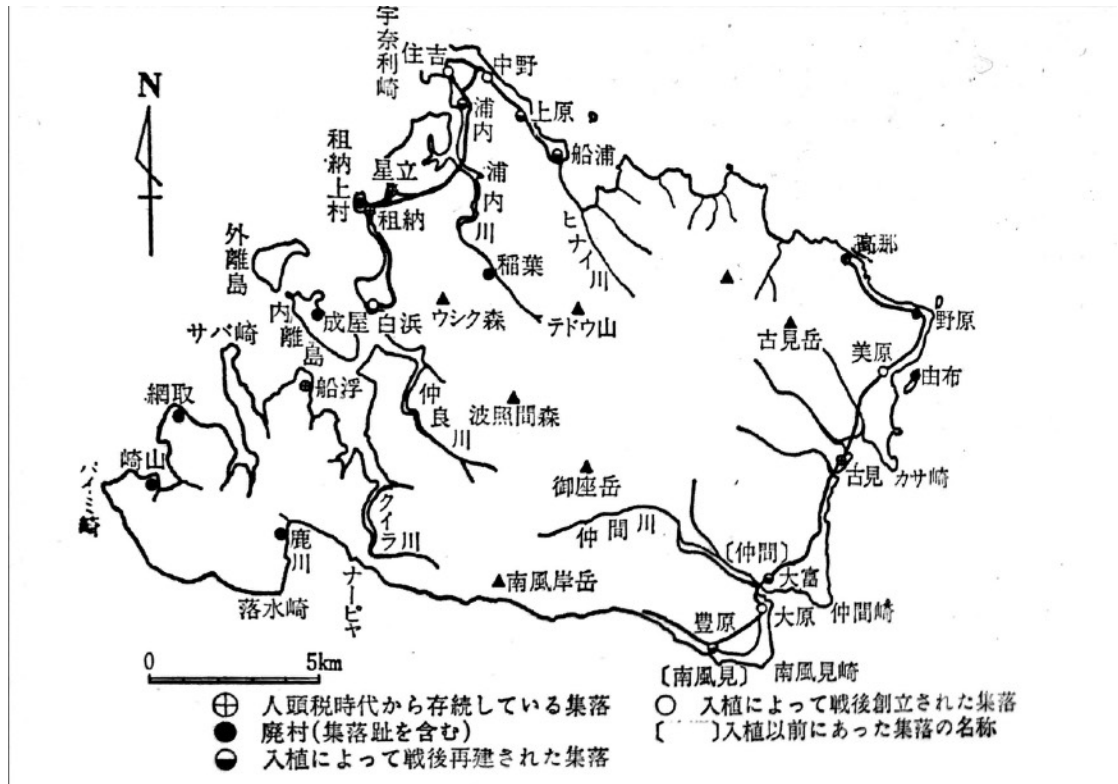 宇奈利崎
住吉
中野
N
浦内
上原
船浦
租納上村
星立
浦内川
租納
ヒナイ川
外離島
稲葉
高那
内離島
成屋
白浜
ウシク森
テドウ山
古見岳
野原
サバ崎
美原
由布
船浮
網取
仲良川
波照間森
崎山
古見
カサ崎
パイミ崎
御座岳
クイラ川
仲間川
鹿川
〔仲間〕
大富
落水崎
ナーピヤ
南風岸岳
豊原
大原
仲間崎
〔南風見〕
南風見崎
0 5km
人頭税時代から存続している集落
廃村(集落趾を含む)
入植によって戦後再建された集落
入植によって戦後創立された集落
〔 〕入植以前にあった集落の名称